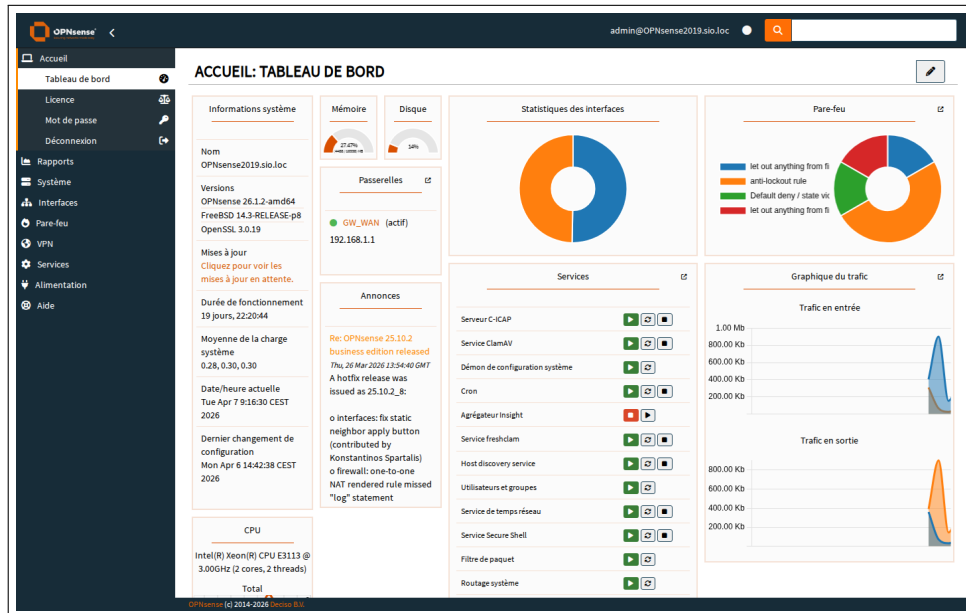 OPNsense
admin@OPNsense2019.sio.loc
Accueil
Tableau de bord
Licence
Mot de passe
Déconnexion
Rapports
Système
Interfaces
Pare-feu
VPN
Services
Alimentation
Aide
ACCUEIL: TABLEAU DE BORD
Informations système
Nom
OPNsense2019.sio.loc
Versions
OPNsense 26.1.2-amd64
FreeBSD 14.3-RELEASE-p8
OpenSSL 3.0.19
Mises à jour
Cliquez pour voir les
mises à jour en attente.
Durée de fonctionnement
19 jours, 22:20:44
Moyenne de la charge
système
0.28, 0.30, 0.30
Date/heure actuelle
Tue Apr 7 9:16:30 CEST
2026
Dernier changement de
configuration
Mon Apr 6 14:42:38 CEST
2026
CPU
Intel(R) Xeon(R) CPU E3113 @
3.00GHz (2 cores, 2 threads)
Total
Mémoire
27.47%
Disque
14%
Passerelles
GW_WAN (actif)
192.168.1.1
Annonces
Re: OPNsense 25.10.2
business edition released
Thu, 26 Mar 2026 13:54:40 GMT
A hotfix release was
issued as 25.10.2_8:
o interfaces: fix static
neighbor apply button
(contributed by
Konstantinos Spartalis)
o firewall: one-to-one
NAT rendered rule missed
"log" statement
Statistiques des interfaces
Services
Serveur C-ICAP
Service ClamAV
Démon de configuration système
Cron
Agrégateur Insight
Service freshclam
Host discovery service
Utilisateurs et groupes
Service de temps réseau
Service Secure Shell
Filtre de paquet
Routage système
Pare-feu
let out anything from fi
anti-lockout rule
Default deny / state vic
let out anything from fi
Graphique du trafic
Trafic en entrée
1.00 Mb
800.00 Kb
600.00 Kb
400.00 Kb
200.00 Kb
Trafic en sortie
800.00 Kb
600.00 Kb
400.00 Kb
200.00 Kb
OPNsense (c) 2014-2026 Deciso B.V.